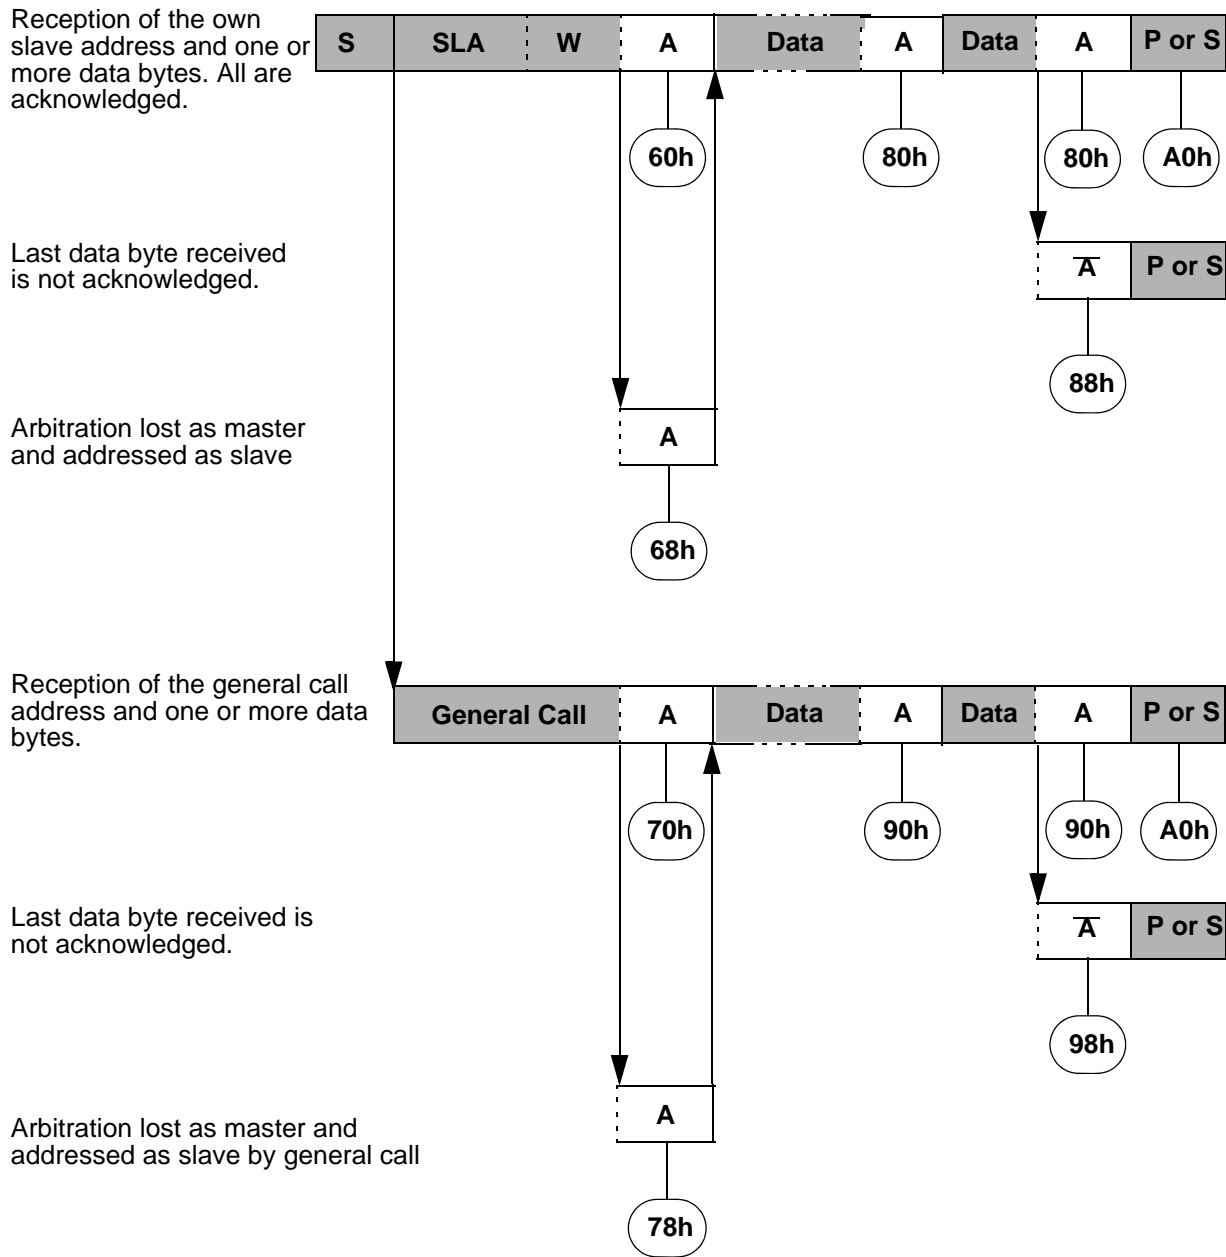 Reception of the own
slave address and one or
more data bytes. All are
acknowledged.
S SLA W A Data A Data A P or S
60h 80h 80h A0h
Last data byte received
is not acknowledged.
A̅ P or S
88h
Arbitration lost as master
and addressed as slave
A
68h
Reception of the general call
address and one or more data
bytes.
General Call A Data A Data A P or S
70h 90h 90h A0h
Last data byte received is
not acknowledged.
A̅ P or S
98h
Arbitration lost as master and
addressed as slave by general call
A
78h